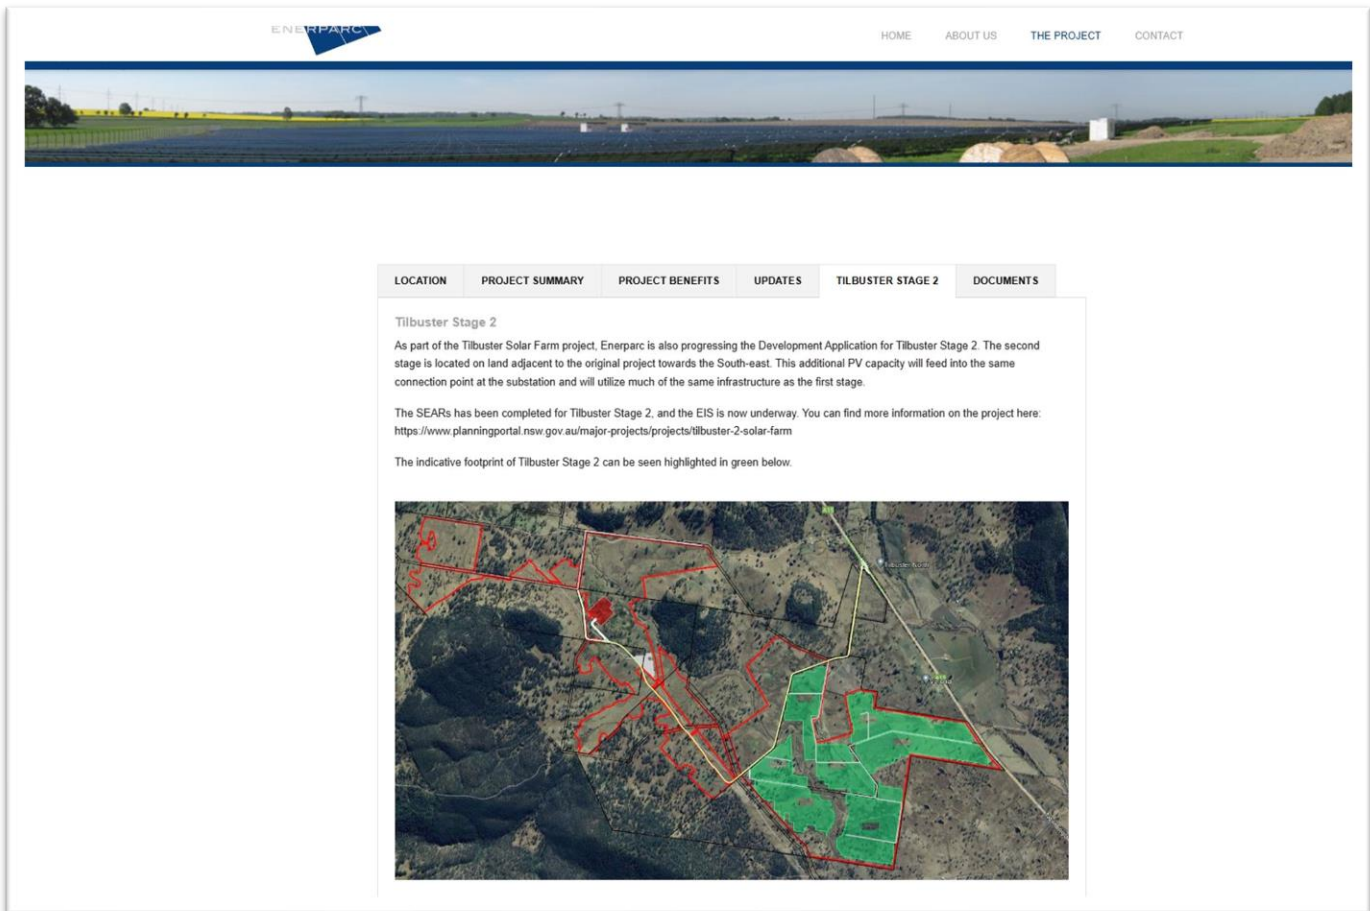 ENERPARC
HOME ABOUT US THE PROJECT CONTACT
LOCATION PROJECT SUMMARY PROJECT BENEFITS UPDATES TILBUSTER STAGE 2 DOCUMENTS
Tilbuster Stage 2
As part of the Tilbuster Solar Farm project, Enerparc is also progressing the Development Application for Tilbuster Stage 2. The second
stage is located on land adjacent to the original project towards the South-east. This additional PV capacity will feed into the same
connection point at the substation and will utilize much of the same infrastructure as the first stage.
The SEARs has been completed for Tilbuster Stage 2, and the EIS is now underway. You can find more information on the project here:
https://www.planningportal.nsw.gov.au/major-projects/projects/tilbuster-2-solar-farm
The indicative footprint of Tilbuster Stage 2 can be seen highlighted in green below.